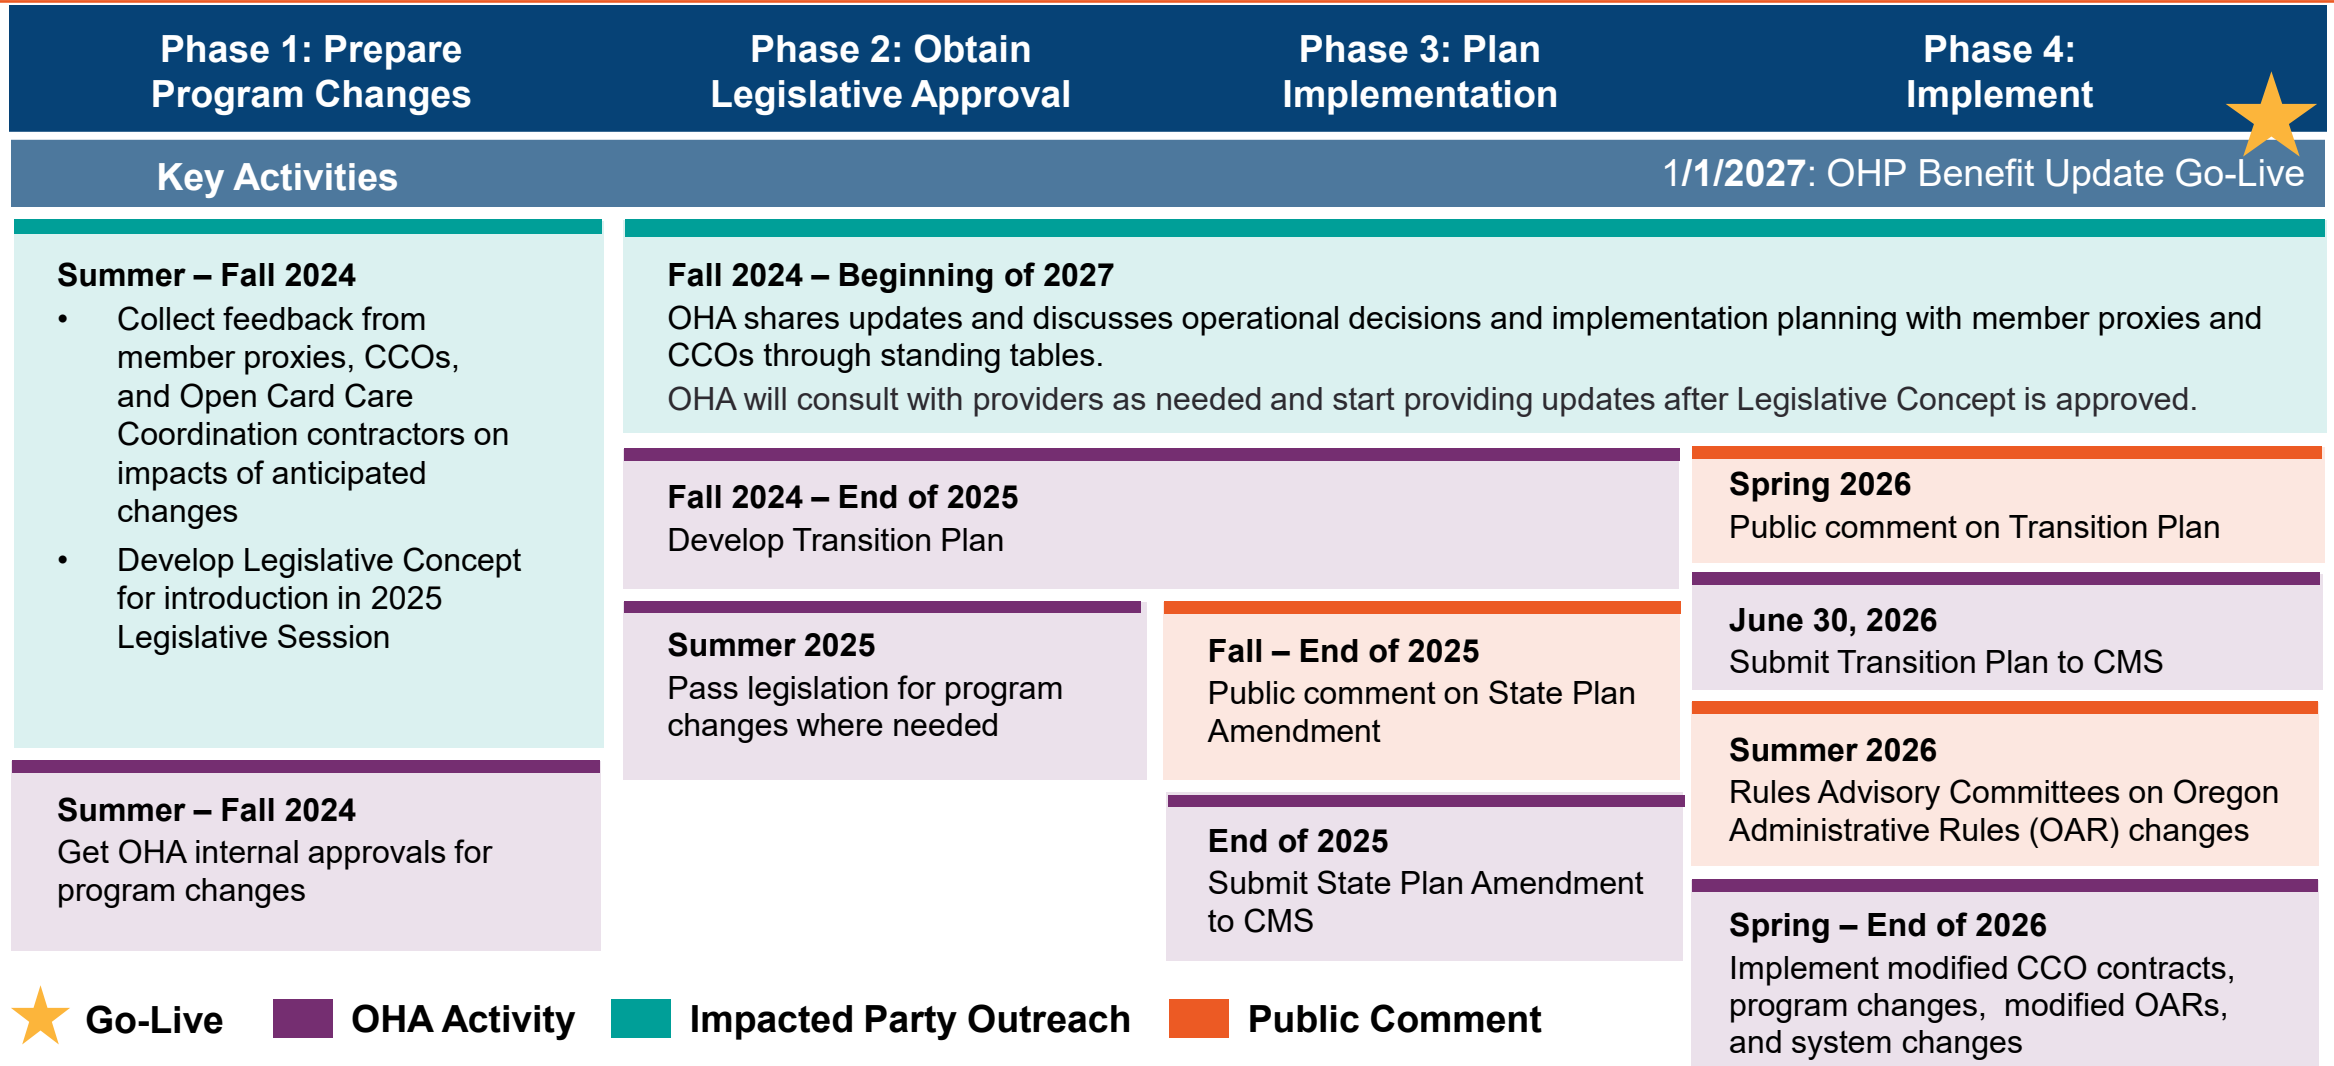 Phase 1: Prepare
Program Changes
Phase 2: Obtain
Legislative Approval
Phase 3: Plan
Implementation
Phase 4:
Implement
Key Activities
1/1/2027: OHP Benefit Update Go-Live
Summer – Fall 2024
• Collect feedback from
member proxies, CCOs,
and Open Card Care
Coordination contractors on
impacts of anticipated
changes
• Develop Legislative Concept
for introduction in 2025
Legislative Session
Summer – Fall 2024
Get OHA internal approvals for
program changes
Fall 2024 – Beginning of 2027
OHA shares updates and discusses operational decisions and implementation planning with member proxies and
CCOs through standing tables.
OHA will consult with providers as needed and start providing updates after Legislative Concept is approved.
Fall 2024 – End of 2025
Develop Transition Plan
Summer 2025
Pass legislation for program
changes where needed
Fall – End of 2025
Public comment on State Plan
Amendment
End of 2025
Submit State Plan Amendment
to CMS
Spring 2026
Public comment on Transition Plan
June 30, 2026
Submit Transition Plan to CMS
Summer 2026
Rules Advisory Committees on Oregon
Administrative Rules (OAR) changes
Spring – End of 2026
Implement modified CCO contracts,
program changes,  modified OARs,
and system changes
Go-Live
OHA Activity
Impacted Party Outreach
Public Comment